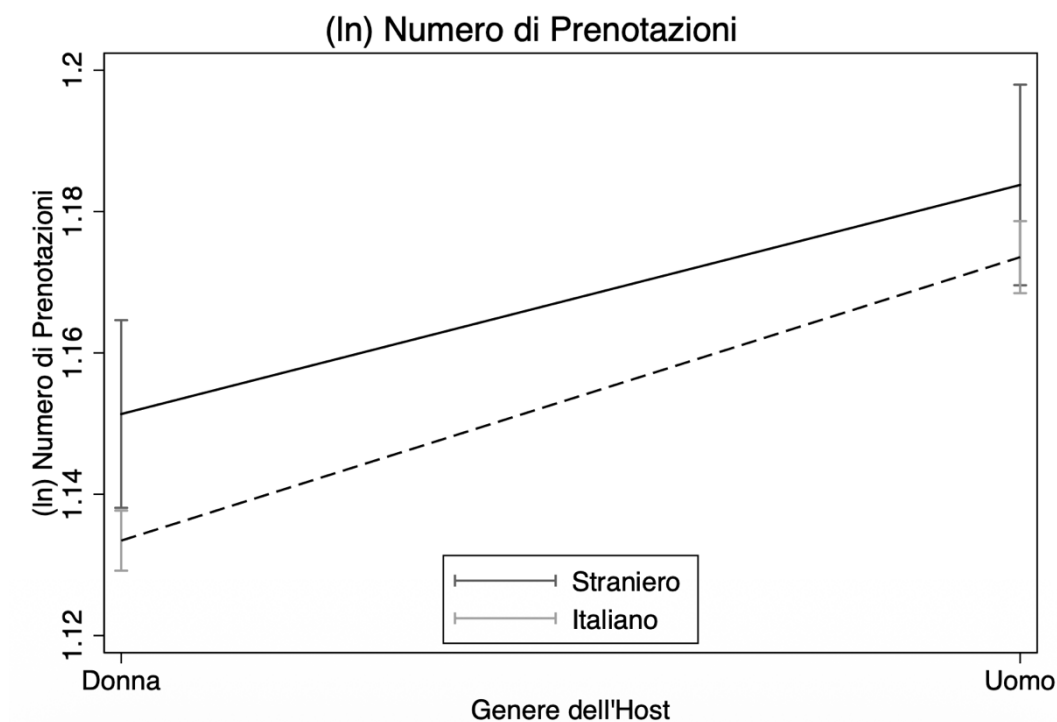 (ln) Numero di Prenotazioni
(ln) Numero di Prenotazioni
1.2
1.18
1.16
1.14
1.12
Straniero
Italiano
Donna
Uomo
Genere dell'Host